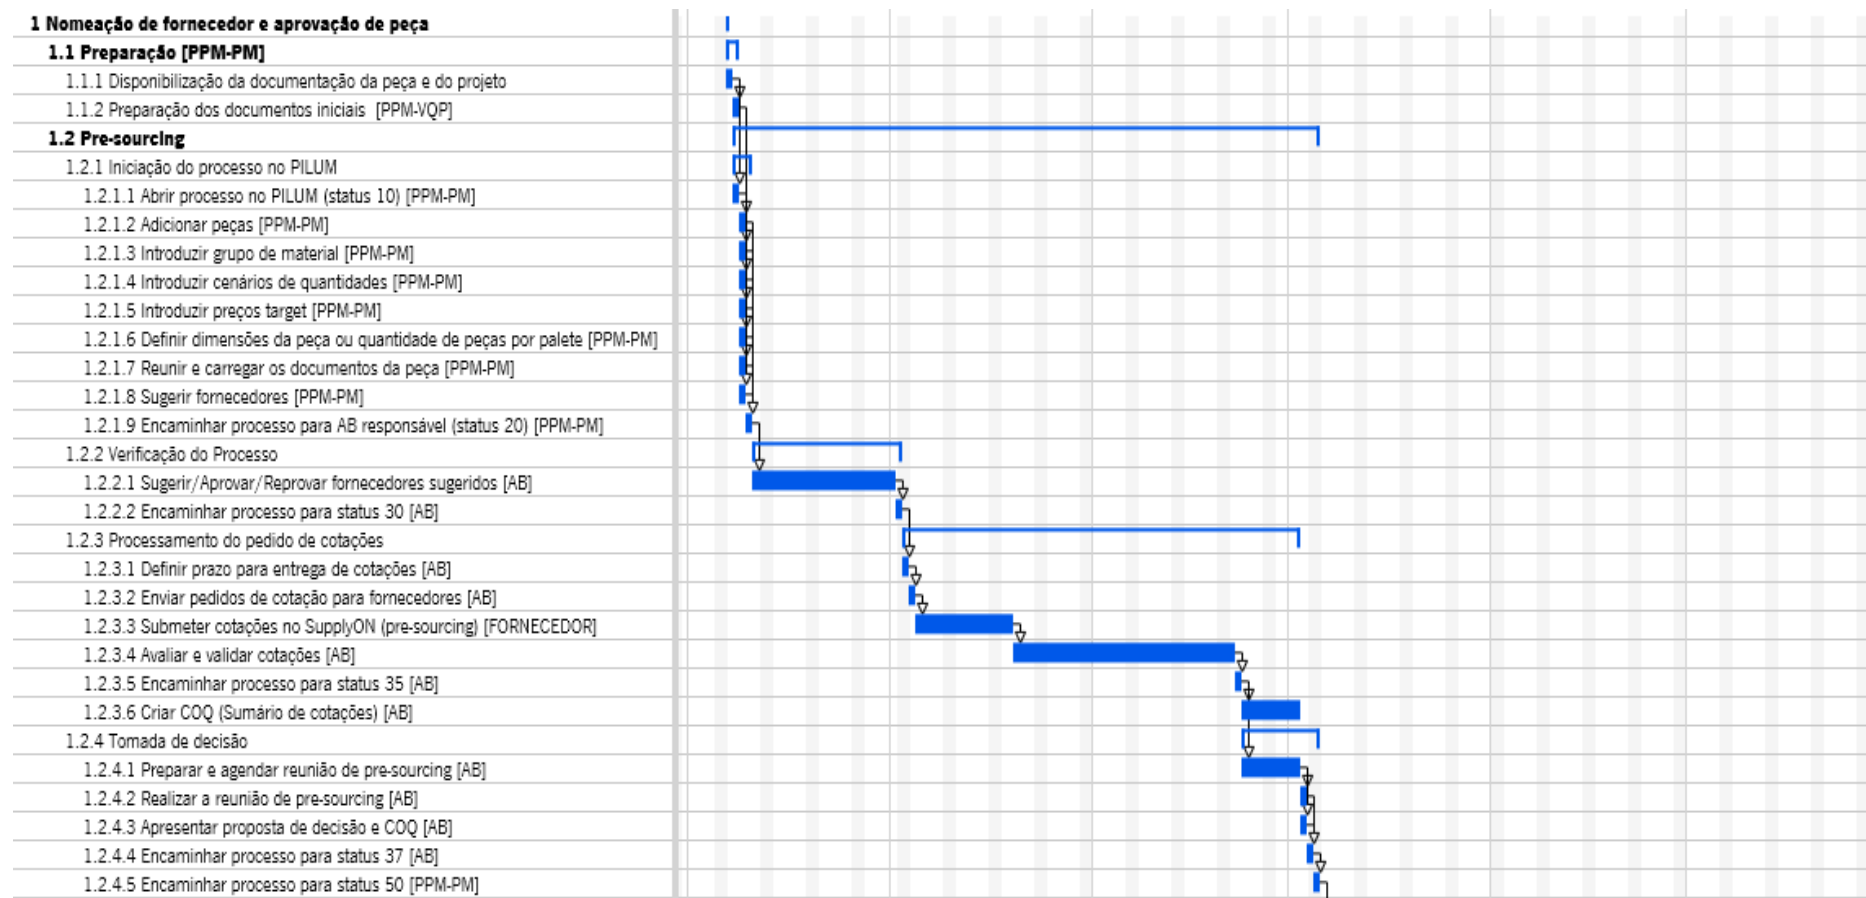 1 Nomeação de fornecedor e aprovação de peça
1.1 Preparação [PPM-PM]
1.1.1 Disponibilização da documentação da peça e do projeto
1.1.2 Preparação dos documentos iniciais [PPM-VQP]
1.2 Pre-sourcing
1.2.1 Iniciação do processo no PILUM
1.2.1.1 Abrir processo no PILUM (status 10) [PPM-PM]
1.2.1.2 Adicionar peças [PPM-PM]
1.2.1.3 Introduzir grupo de material [PPM-PM]
1.2.1.4 Introduzir cenários de quantidades [PPM-PM]
1.2.1.5 Introduzir preços target [PPM-PM]
1.2.1.6 Definir dimensões da peça ou quantidade de peças por palete [PPM-PM]
1.2.1.7 Reunir e carregar os documentos da peça [PPM-PM]
1.2.1.8 Sugerir fornecedores [PPM-PM]
1.2.1.9 Encaminhar processo para AB responsável (status 20) [PPM-PM]
1.2.2 Verificação do Processo
1.2.2.1 Sugerir/Aprovar/Reprovar fornecedores sugeridos [AB]
1.2.2.2 Encaminhar processo para status 30 [AB]
1.2.3 Processamento do pedido de cotações
1.2.3.1 Definir prazo para entrega de cotações [AB]
1.2.3.2 Enviar pedidos de cotação para fornecedores [AB]
1.2.3.3 Submeter cotações no SupplyON (pre-sourcing) [FORNECEDOR]
1.2.3.4 Avaliar e validar cotações [AB]
1.2.3.5 Encaminhar processo para status 35 [AB]
1.2.3.6 Criar COQ (Sumário de cotações) [AB]
1.2.4 Tomada de decisão
1.2.4.1 Preparar e agendar reunião de pre-sourcing [AB]
1.2.4.2 Realizar a reunião de pre-sourcing [AB]
1.2.4.3 Apresentar proposta de decisão e COQ [AB]
1.2.4.4 Encaminhar processo para status 37 [AB]
1.2.4.5 Encaminhar processo para status 50 [PPM-PM]